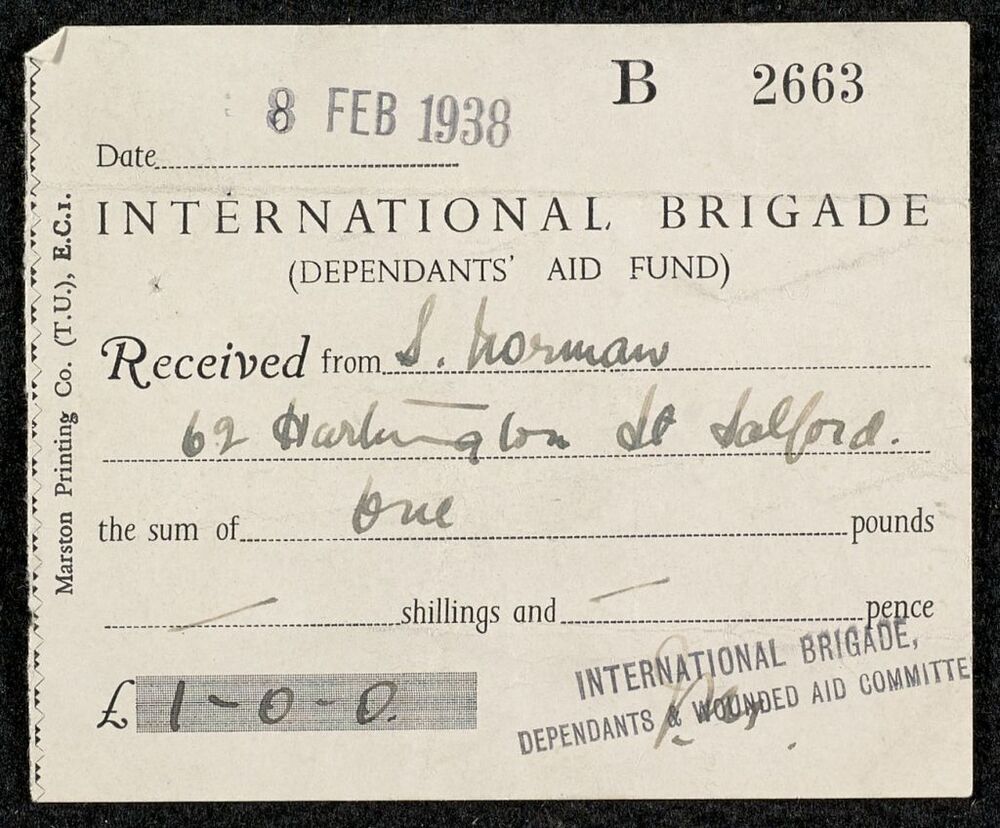 B 2663
8 FEB 1938
Date
INTERNATIONAL BRIGADE
(DEPENDANTS' AID FUND)
Received from S. Norman
62 Hartington St Salford.
the sum of One pounds
— shillings and — pence
£ 1-0-0.
INTERNATIONAL BRIGADE,
DEPENDANTS & WOUNDED AID COMMITTE
Marston Printing Co. (T.U.), E.C.1.